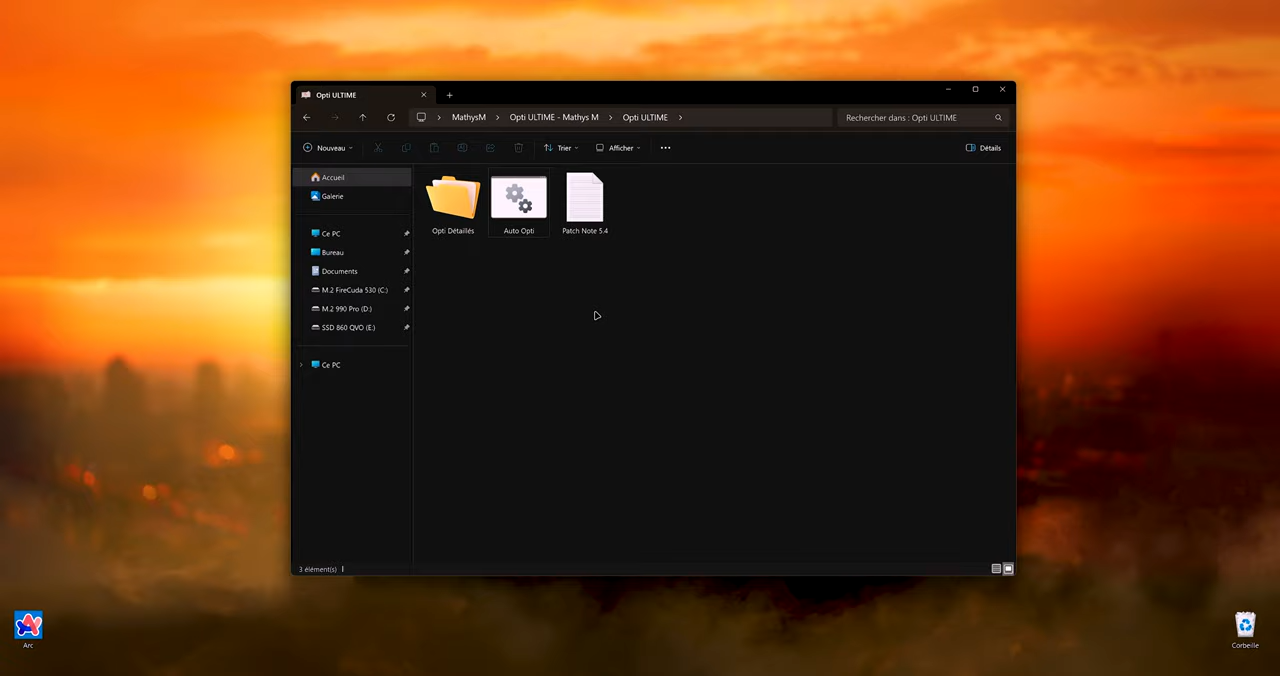 Opti ULTIME
MathysM > Opti ULTIME - Mathys M > Opti ULTIME >
Rechercher dans : Opti ULTIME
Nouveau
Trier
Afficher
Détails
Accueil
Galerie
Ce PC
Bureau
Documents
M.2 FireCuda 530 (C:)
M.2 990 Pro (D:)
SSD 860 QVO (E:)
Ce PC
Opti Détaillés
Auto Opti
Patch Note 5.4
3 élément(s)
Arc
Corbeille